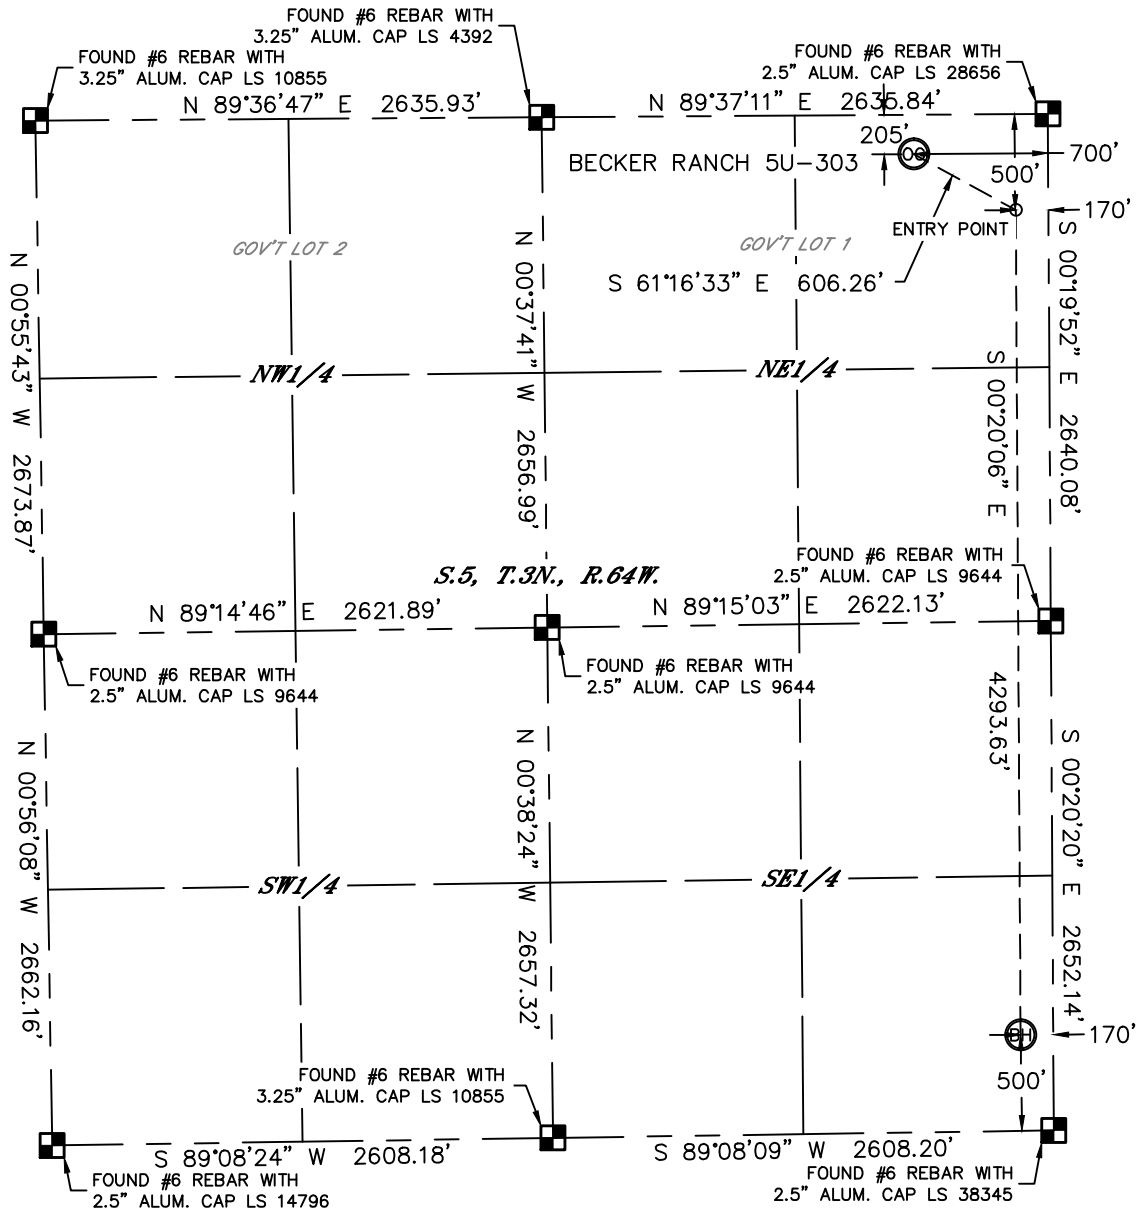 FOUND #6 REBAR WITH
3.25" ALUM. CAP LS 4392
FOUND #6 REBAR WITH
3.25" ALUM. CAP LS 10855
FOUND #6 REBAR WITH
2.5" ALUM. CAP LS 28656
N 89°36'47" E 2635.93'
N 89°37'11" E 2635.84'
205'
BECKER RANCH 5U-303
OG
700'
500'
170'
ENTRY POINT
GOV'T LOT 2
GOV'T LOT 1
S 61°16'33" E 606.26'
N 00°55'43" W 2673.87'
N 00°37'41" W 2656.99'
S 00°19'52" E 2640.08'
S 00°20'06" E
4293.63'
NW1/4
NE1/4
S.5, T.3N., R.64W.
FOUND #6 REBAR WITH
2.5" ALUM. CAP LS 9644
N 89°14'46" E 2621.89'
N 89°15'03" E 2622.13'
FOUND #6 REBAR WITH
2.5" ALUM. CAP LS 9644
FOUND #6 REBAR WITH
2.5" ALUM. CAP LS 9644
N 00°56'08" W 2662.16'
N 00°38'24" W 2657.32'
S 00°20'20" E 2652.14'
SW1/4
SE1/4
BH
170'
500'
FOUND #6 REBAR WITH
3.25" ALUM. CAP LS 10855
S 89°08'24" W 2608.18'
S 89°08'09" W 2608.20'
FOUND #6 REBAR WITH
2.5" ALUM. CAP LS 14796
FOUND #6 REBAR WITH
2.5" ALUM. CAP LS 38345